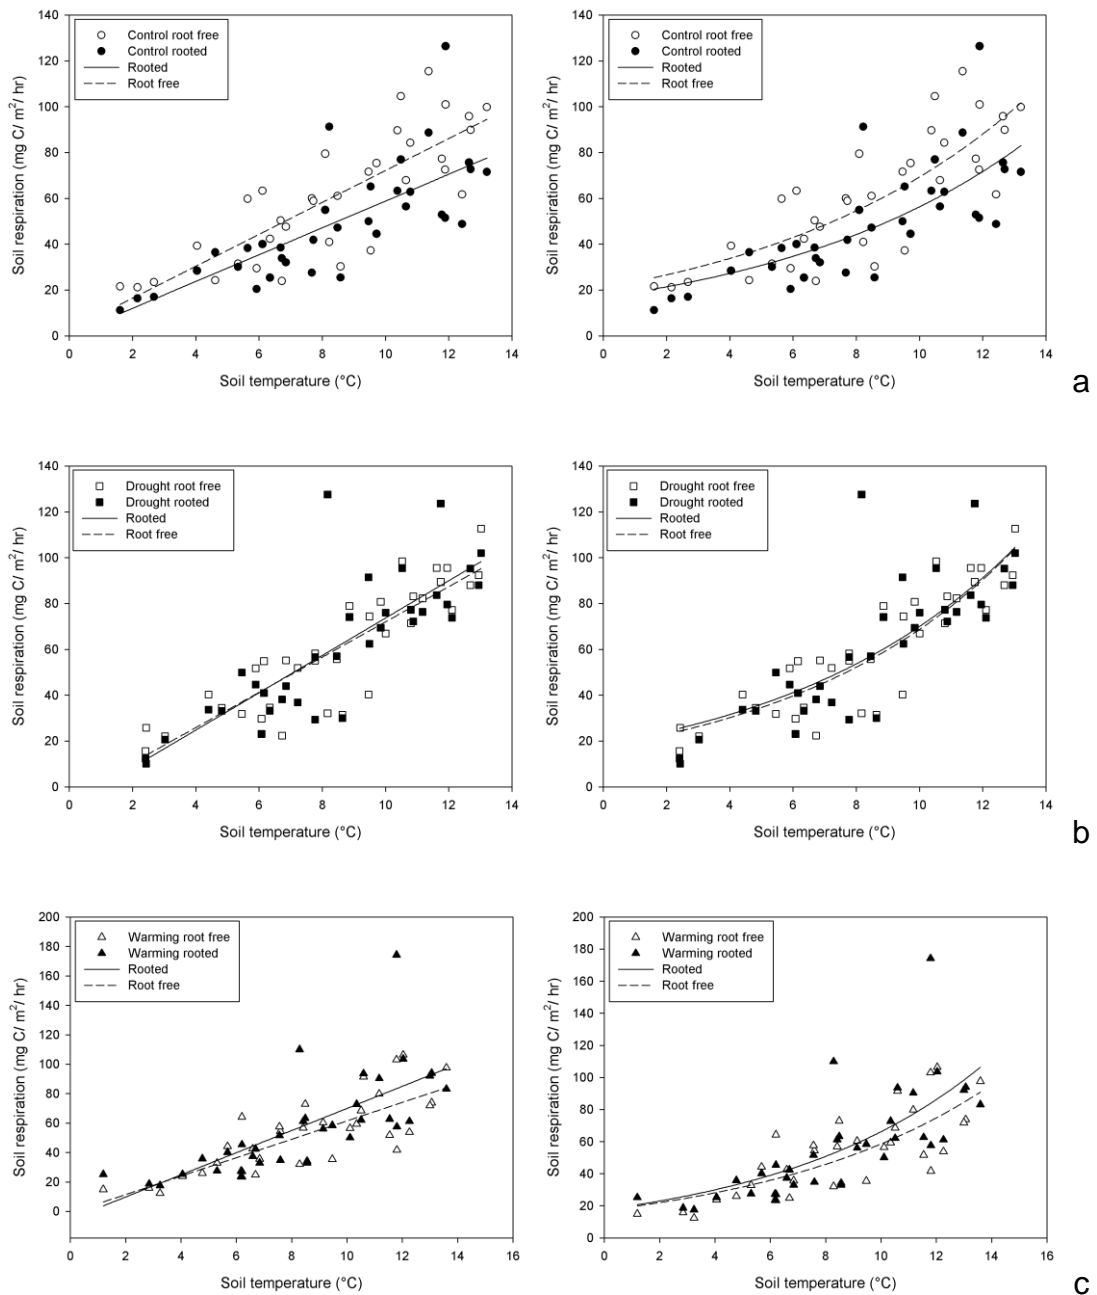 140
120
100
80
60
40
20
0
Soil respiration (mg C/ m²/ hr)
Control root free
Control rooted
Rooted
Root free
0 2 4 6 8 10 12 14
Soil temperature (°C)
140
120
100
80
60
40
20
0
Soil respiration (mg C/ m²/ hr)
Control root free
Control rooted
Rooted
Root free
0 2 4 6 8 10 12 14
Soil temperature (°C)
a
140
120
100
80
60
40
20
0
Soil respiration (mg C/ m²/ hr)
Drought root free
Drought rooted
Rooted
Root free
0 2 4 6 8 10 12 14
Soil temperature (°C)
140
120
100
80
60
40
20
0
Soil respiration (mg C/ m²/ hr)
Drought root free
Drought rooted
Rooted
Root free
0 2 4 6 8 10 12 14
Soil temperature (°C)
b
200
180
160
140
120
100
80
60
40
20
0
Soil respiration (mg C/ m²/ hr)
Warming root free
Warming rooted
Rooted
Root free
0 2 4 6 8 10 12 14 16
Soil temperature (°C)
200
180
160
140
120
100
80
60
40
20
0
Soil respiration (mg C/ m²/ hr)
Warming root free
Warming rooted
Rooted
Root free
0 2 4 6 8 10 12 14 16
Soil temperature (°C)
c